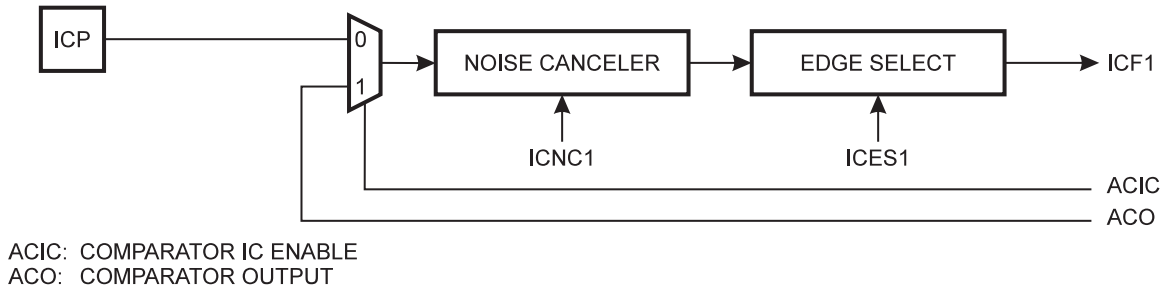 ICP
0
1
NOISE CANCELER
EDGE SELECT
ICF1
ICNC1
ICES1
ACIC
ACO
ACIC: COMPARATOR IC ENABLE
ACO: COMPARATOR OUTPUT